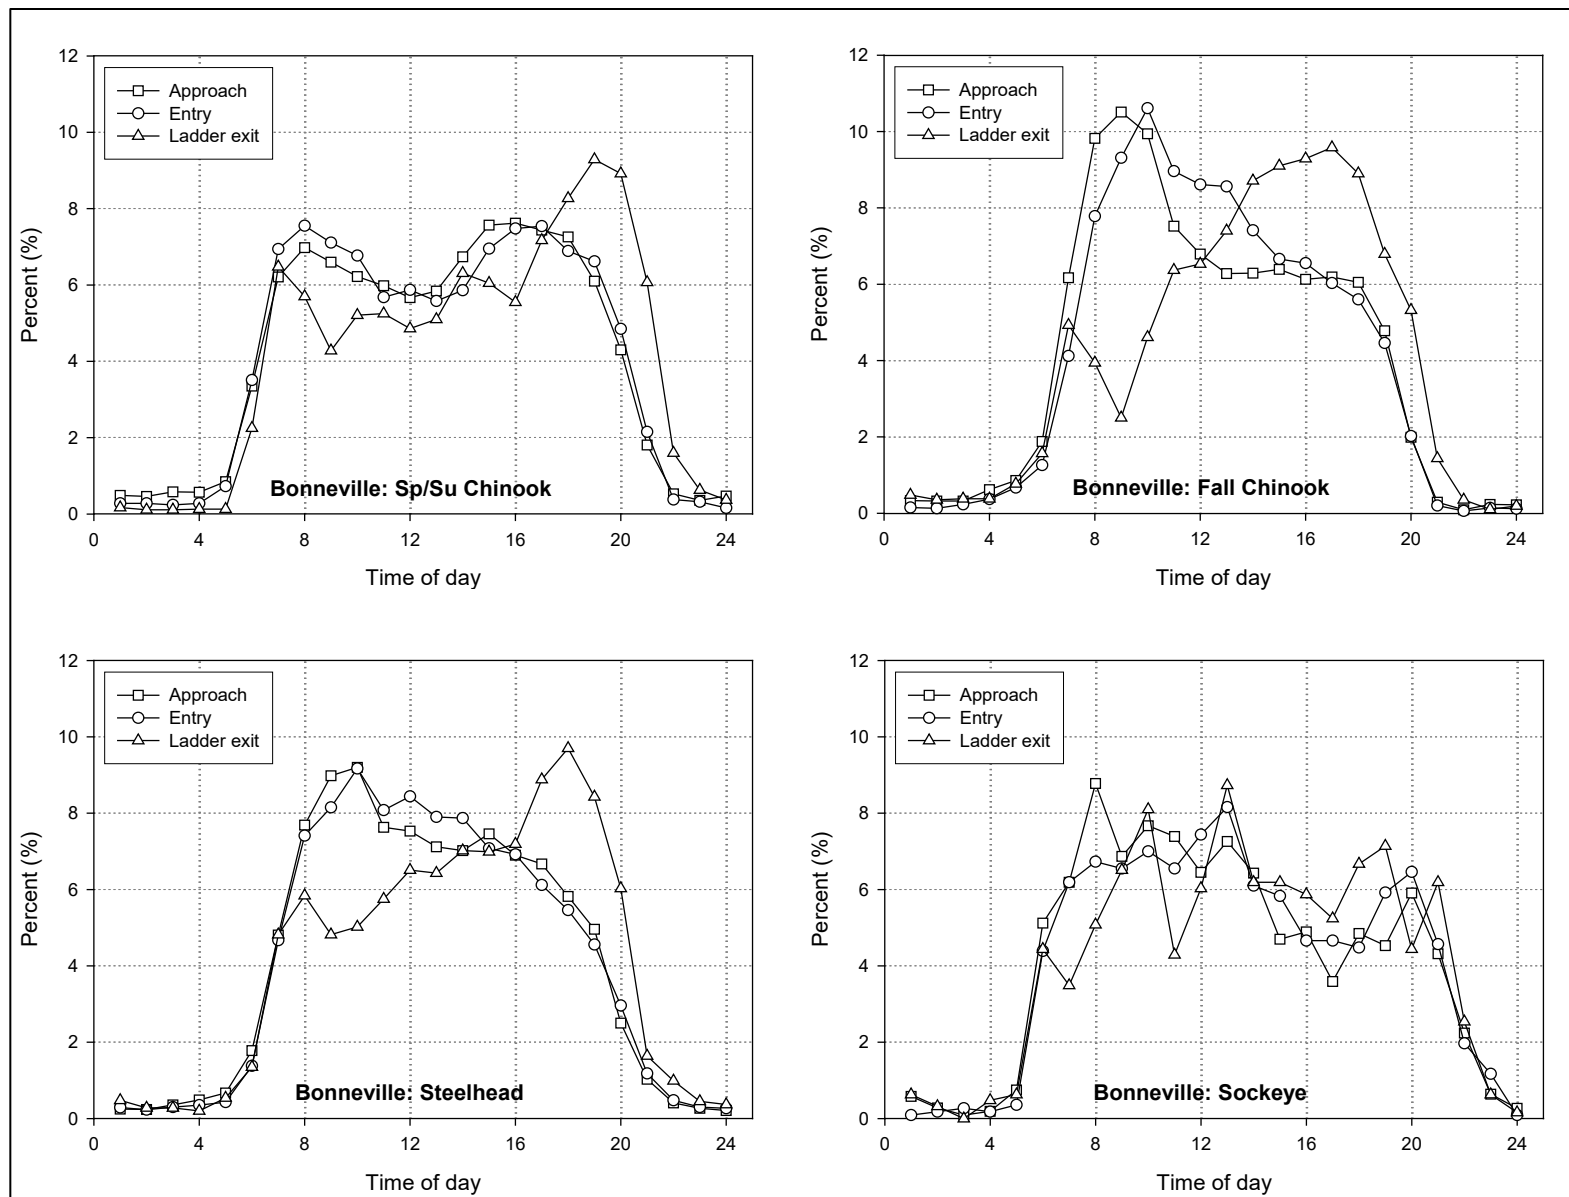 12
10
8
6
4
2
0
Percent (%)
Approach
Entry
Ladder exit
Bonneville: Sp/Su Chinook
0 4 8 12 16 20 24
Time of day
12
10
8
6
4
2
0
Percent (%)
Approach
Entry
Ladder exit
Bonneville: Fall Chinook
0 4 8 12 16 20 24
Time of day
12
10
8
6
4
2
0
Percent (%)
Approach
Entry
Ladder exit
Bonneville: Steelhead
0 4 8 12 16 20 24
Time of day
12
10
8
6
4
2
0
Percent (%)
Approach
Entry
Ladder exit
Bonneville: Sockeye
0 4 8 12 16 20 24
Time of day